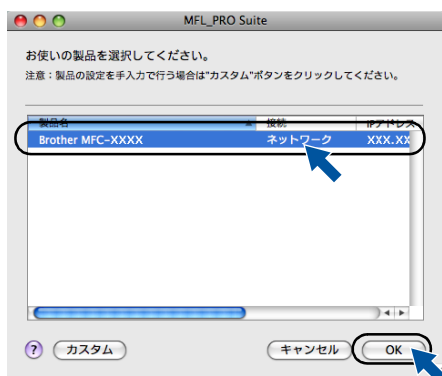 MFL_PRO Suite
お使いの製品を選択してください。
注意：製品の設定を手入力で行う場合は"カスタム"ボタンをクリックしてください。
製品名 接続 IPアドレス
Brother MFC-XXXX ネットワーク XXX.XX
? カスタム キャンセル OK